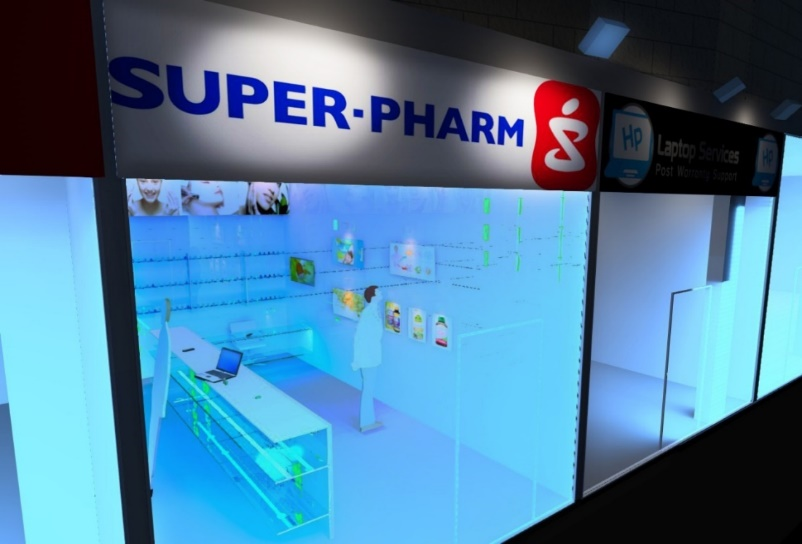 SUPER-PHARM
HP
Laptop Services
Post Warranty Support
HP